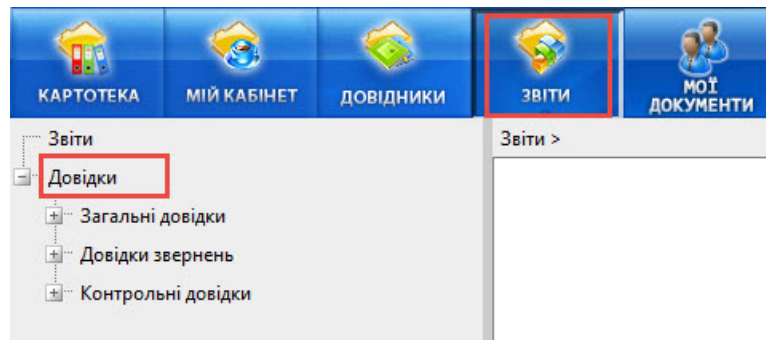 КАРТОТЕКА
МІЙ КАБІНЕТ
ДОВІДНИКИ
ЗВІТИ
МОЇ
ДОКУМЕНТИ
Звіти
Звіти >
Довідки
Загальні довідки
Довідки звернень
Контрольні довідки